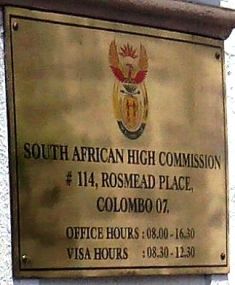 SOUTH AFRICAN HIGH COMMISSION
# 114, ROSMEAD PLACE,
COLOMBO 07.
OFFICE HOURS : 08.00 -16.30
VISA HOURS : 08.30 - 12.30